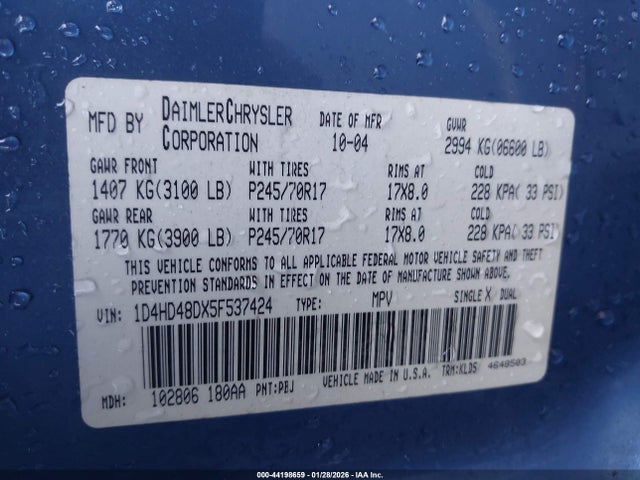 MFD BY DAIMLERCHRYSLER CORPORATION DATE OF MFR 10-04 GVWR 2994 KG(06600 LB)
GAWR FRONT WITH TIRES RIMS AT COLD
1407 KG(3100 LB) P245/70R17 17X8.0 228 KPA( 33 PSI)
GAWR REAR WITH TIRES RIMS AT COLD
1770 KG(3900 LB) P245/70R17 17X8.0 228 KPA( 33 PSI)
THIS VEHICLE CONFORMS TO ALL APPLICABLE FEDERAL MOTOR VEHICLE SAFETY AND THEFT
PREVENTION STANDARDS IN EFFECT ON THE DATE OF MANUFACTURE SHOWN ABOVE.
VIN: 1D4HD48DX5F537424 TYPE: MPV SINGLE X DUAL
MDH: 102806 180AA PNT:PBJ VEHICLE MADE IN U.S.A. TRM:KLD5 4648503
000-44198659 - 01/28/2026 - IAA Inc.